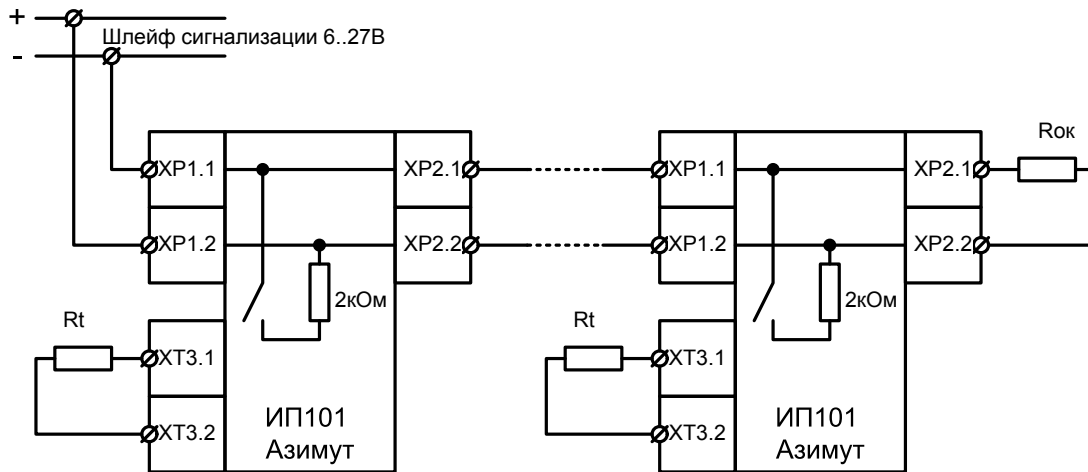 +
Шлейф сигнализации 6..27В
-
Rок
XP1.1
XP2.1
XP1.1
XP2.1
XP1.2
XP2.2
XP1.2
XP2.2
2кОм
2кОм
Rt
Rt
XT3.1
XT3.1
XT3.2
XT3.2
ИП101
Азимут
ИП101
Азимут